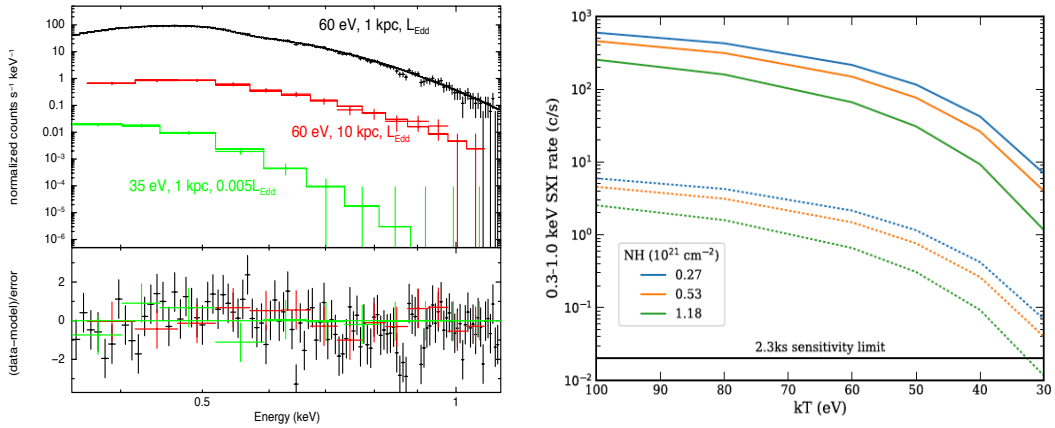 normalized counts s⁻¹ keV⁻¹
100
10
1
0.1
0.01
10⁻³
10⁻⁴
10⁻⁵
10⁻⁶
60 eV, 1 kpc, L_Edd
60 eV, 10 kpc, L_Edd
35 eV, 1 kpc, 0.005L_Edd
(data−model)/error
2
0
−2
0.5
1
Energy (keV)
0.3-1.0 keV SXI rate (c/s)
10³
10²
10¹
10⁰
10⁻¹
10⁻²
NH (10²¹ cm⁻²)
0.27
0.53
1.18
2.3ks sensitivity limit
100 90 80 70 60 50 40 30
kT (eV)